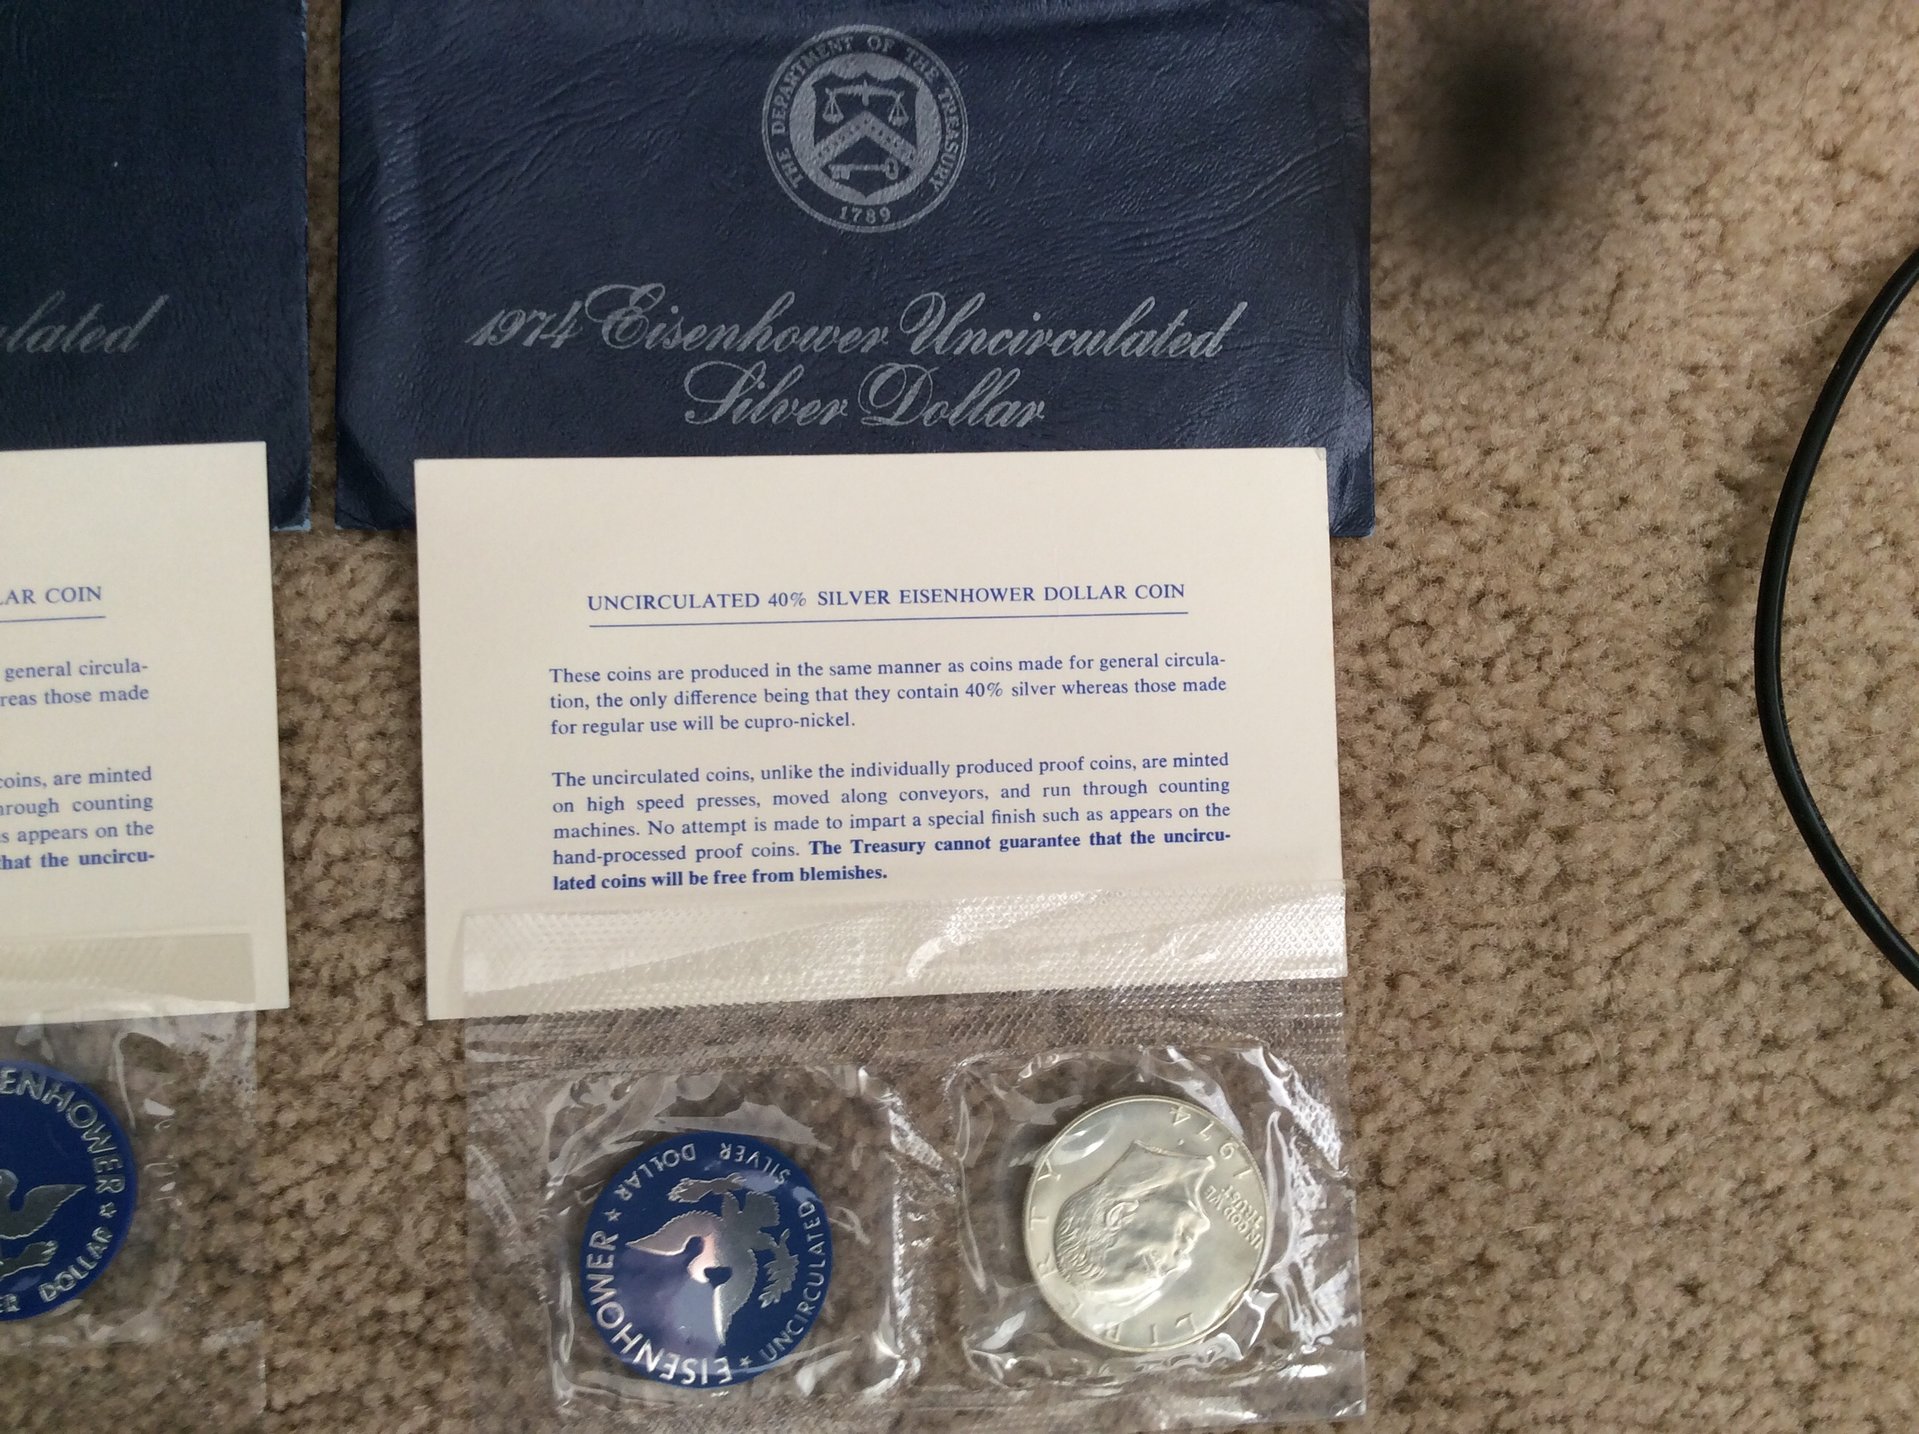 THE DEPARTMENT OF THE TREASURY
1789
1974 Eisenhower Uncirculated
Silver Dollar
UNCIRCULATED 40% SILVER EISENHOWER DOLLAR COIN
These coins are produced in the same manner as coins made for general circula-
tion, the only difference being that they contain 40% silver whereas those made
for regular use will be cupro-nickel.
The uncirculated coins, unlike the individually produced proof coins, are minted
on high speed presses, moved along conveyors, and run through counting
machines. No attempt is made to impart a special finish such as appears on the
hand-processed proof coins. The Treasury cannot guarantee that the uncircu-
lated coins will be free from blemishes.
EISENHOWER ★ SILVER DOLLAR
UNCIRCULATED ★
LIBERTY
IN GOD WE
TRUST
1974
ulated
LAR COIN
general circula-
reas those made
coins, are minted
hrough counting
s appears on the
hat the uncircu-
ENHOWER ★
DOLLAR